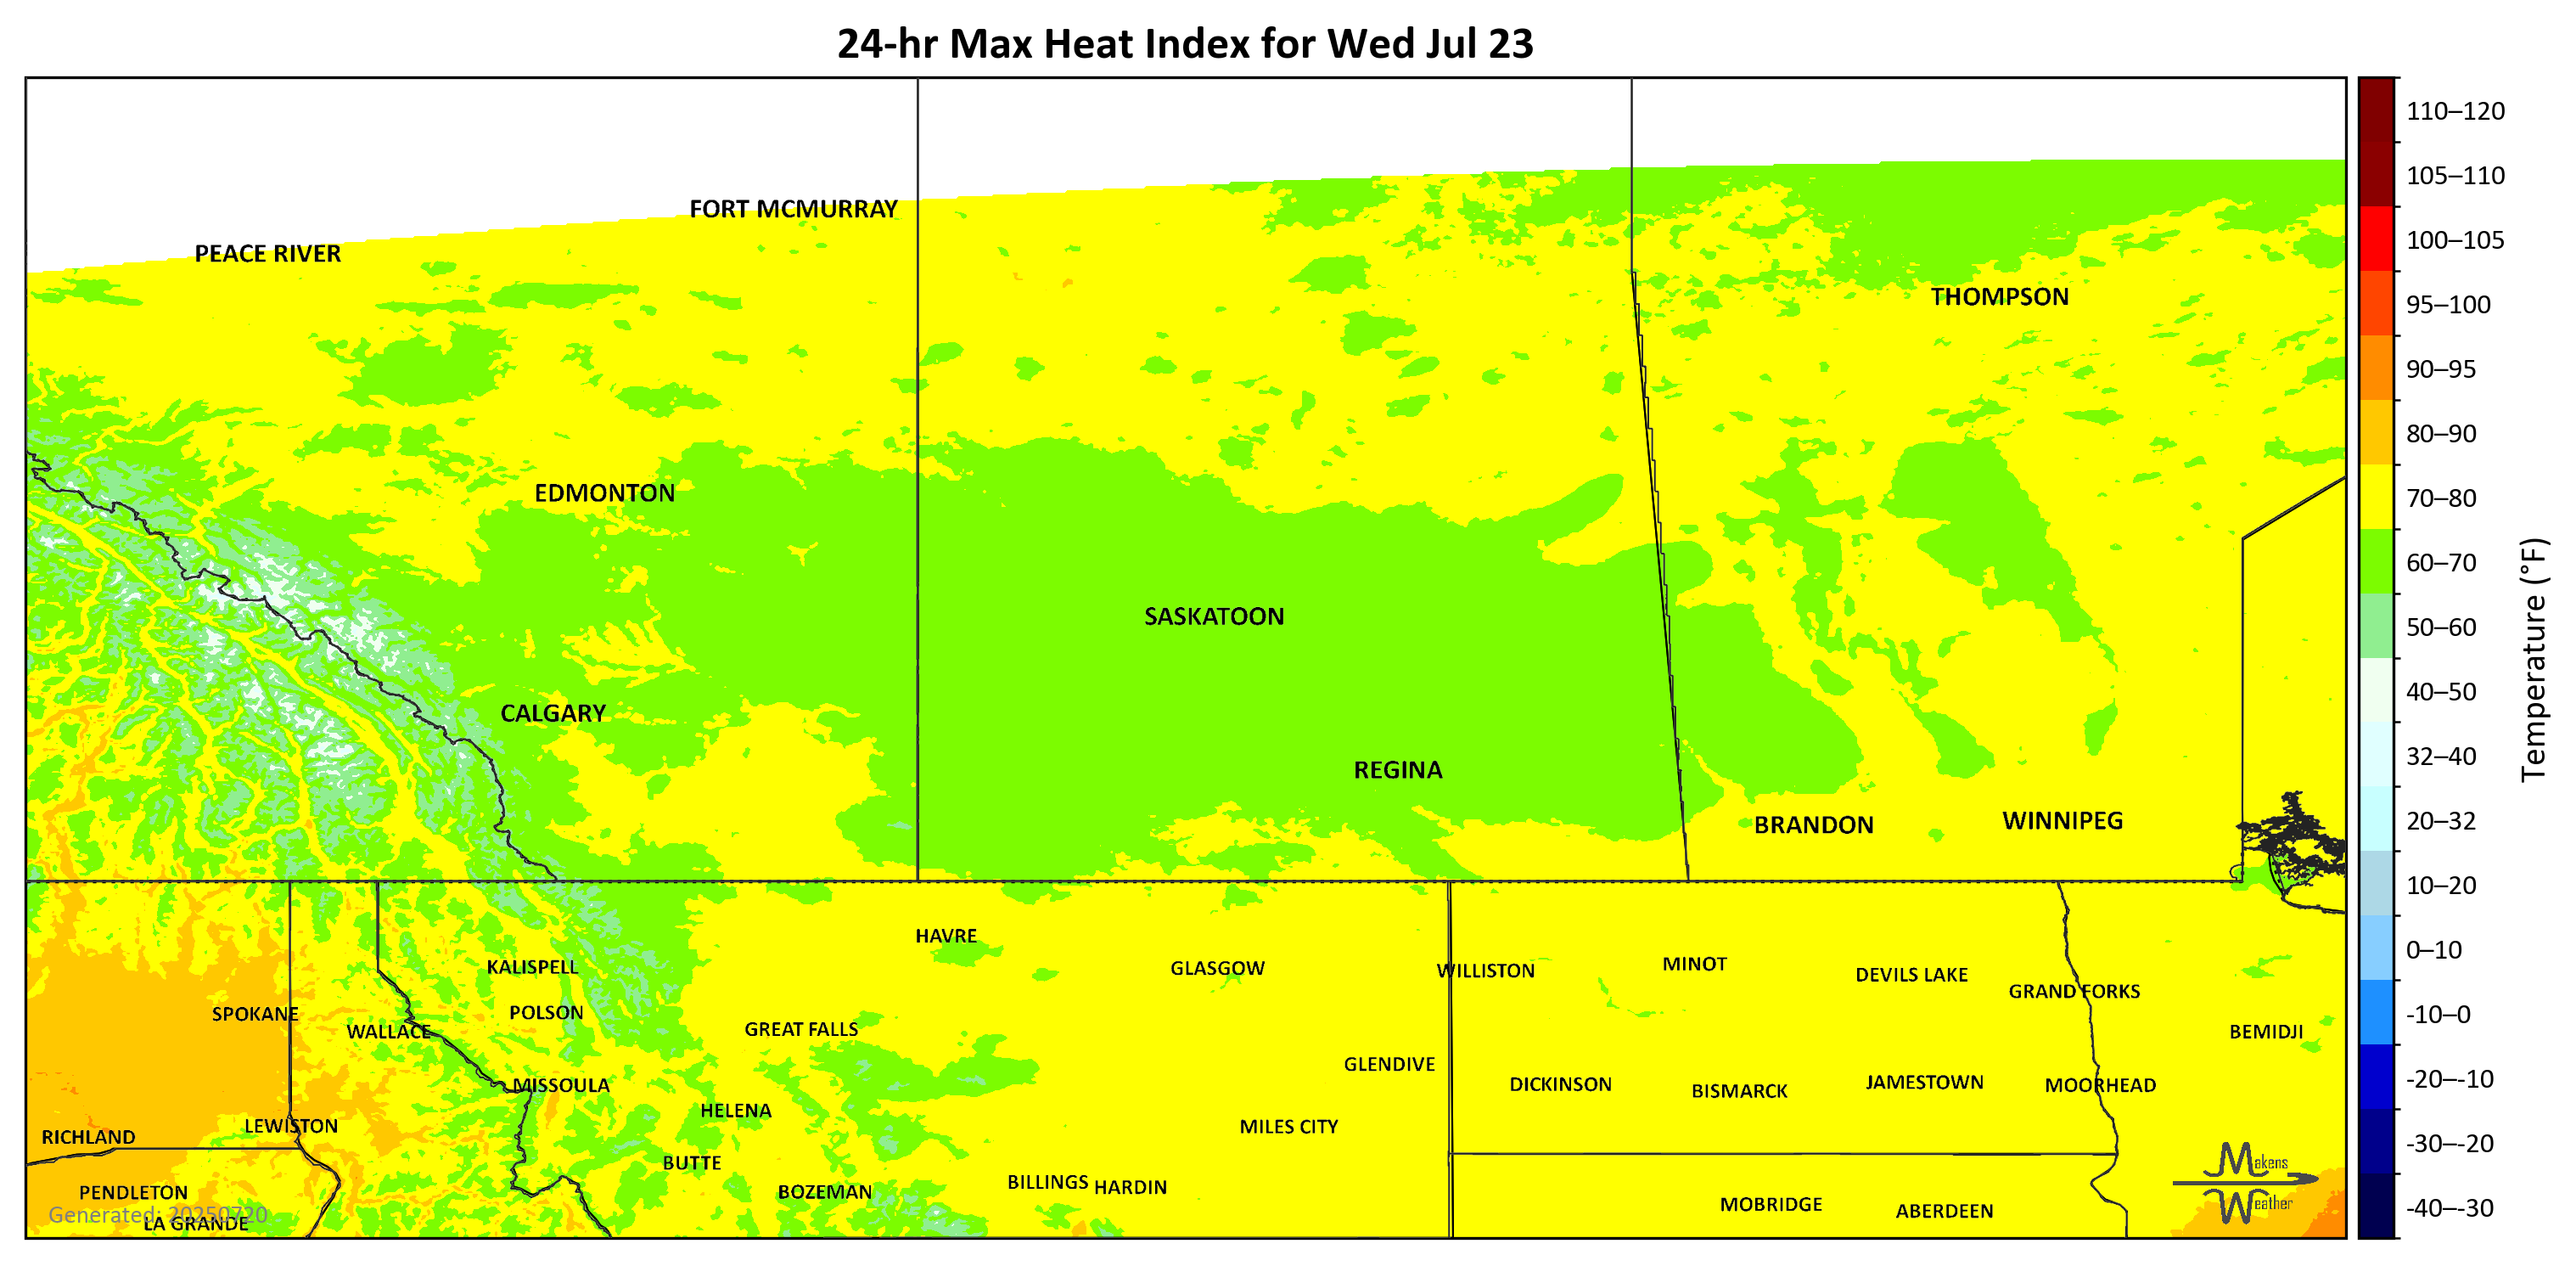 24-hr Max Heat Index for Wed Jul 23
FORT MCMURRAY
PEACE RIVER
THOMPSON
EDMONTON
SASKATOON
CALGARY
REGINA
BRANDON
WINNIPEG
HAVRE
KALISPELL
GLASGOW
WILLISTON
MINOT
DEVILS LAKE
GRAND FORKS
SPOKANE
POLSON
WALLACE
GREAT FALLS
BEMIDJI
GLENDIVE
MISSOULA
DICKINSON
BISMARCK
JAMESTOWN
MOORHEAD
HELENA
LEWISTON
MILES CITY
RICHLAND
BUTTE
PENDLETON
BOZEMAN
BILLINGS
HARDIN
MOBRIDGE
ABERDEEN
Generated: 20250720
LA GRANDE
Makens
Weather
110–120
105–110
100–105
95–100
90–95
80–90
70–80
60–70
50–60
40–50
32–40
20–32
10–20
0–10
-10–0
-20–-10
-30–-20
-40–-30
Temperature (°F)